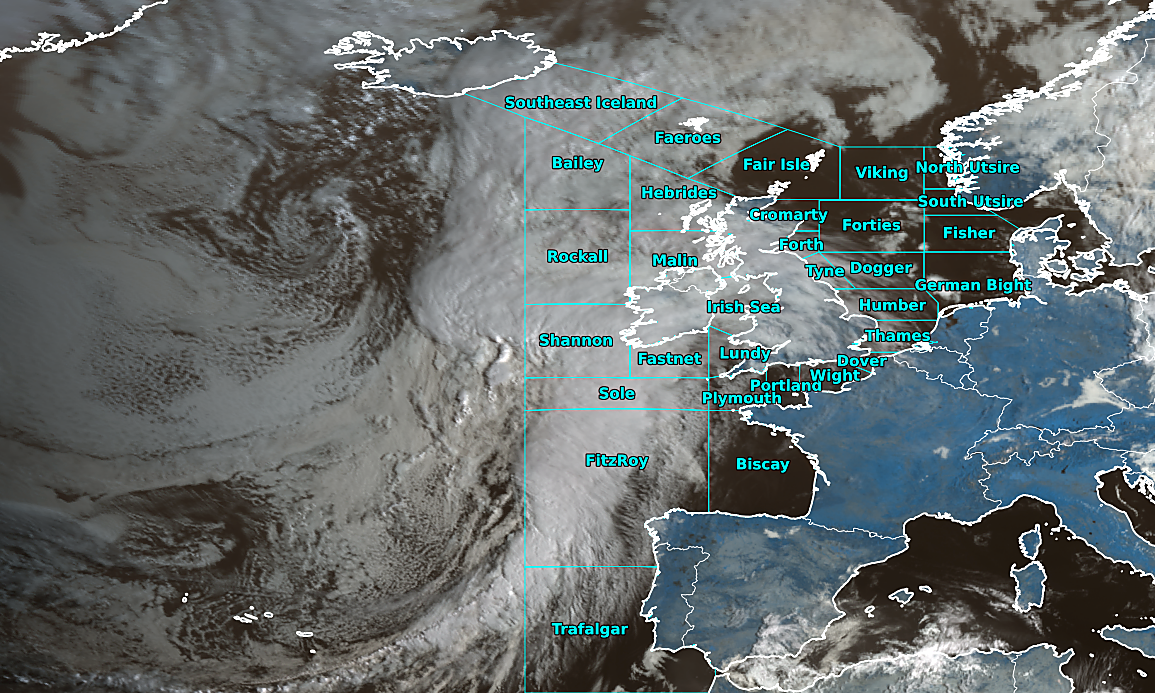 Southeast Iceland
Faeroes
Bailey
Fair Isle
Viking
North Utsire
Hebrides
South Utsire
Cromarty
Forties
Fisher
Forth
Rockall
Malin
Tyne
Dogger
German Bight
Irish Sea
Humber
Shannon
Thames
Fastnet
Lundy
Dover
Wight
Portland
Sole
Plymouth
FitzRoy
Biscay
Trafalgar